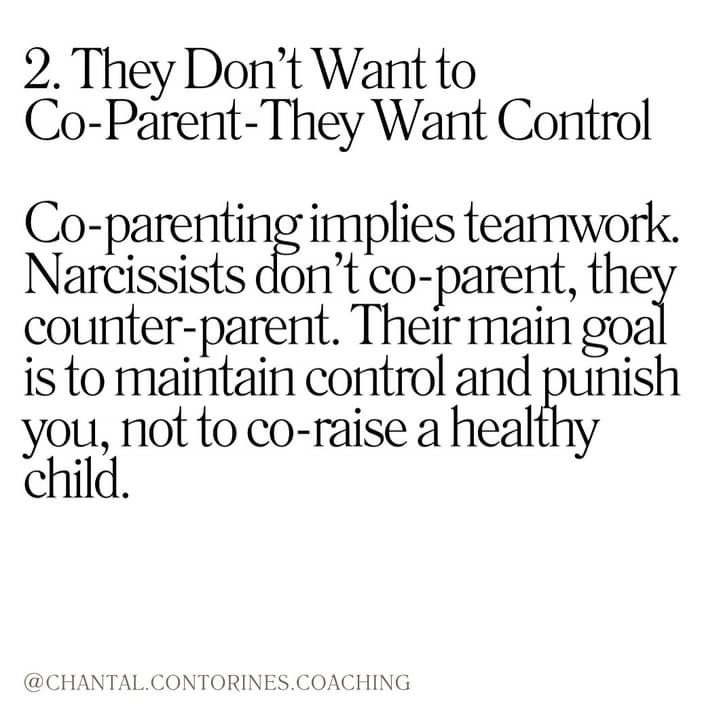 2. They Don’t Want to
Co-Parent-They Want Control
Co-parenting implies teamwork.
Narcissists don’t co-parent, they
counter-parent. Their main goal
is to maintain control and punish
you, not to co-raise a healthy
child.
@CHANTAL.CONTORINES.COACHING